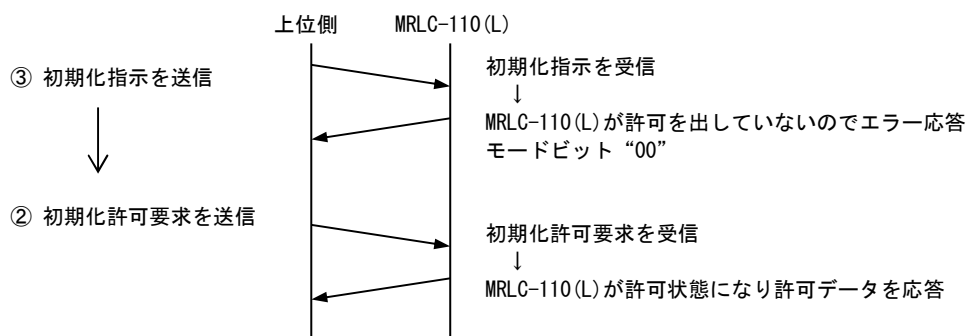 上位側 MRLC-110(L)
③ 初期化指示を送信
初期化指示を受信
↓
MRLC-110(L)が許可を出していないのでエラー応答
モードビット“00”
② 初期化許可要求を送信
初期化許可要求を受信
↓
MRLC-110(L)が許可状態になり許可データを応答